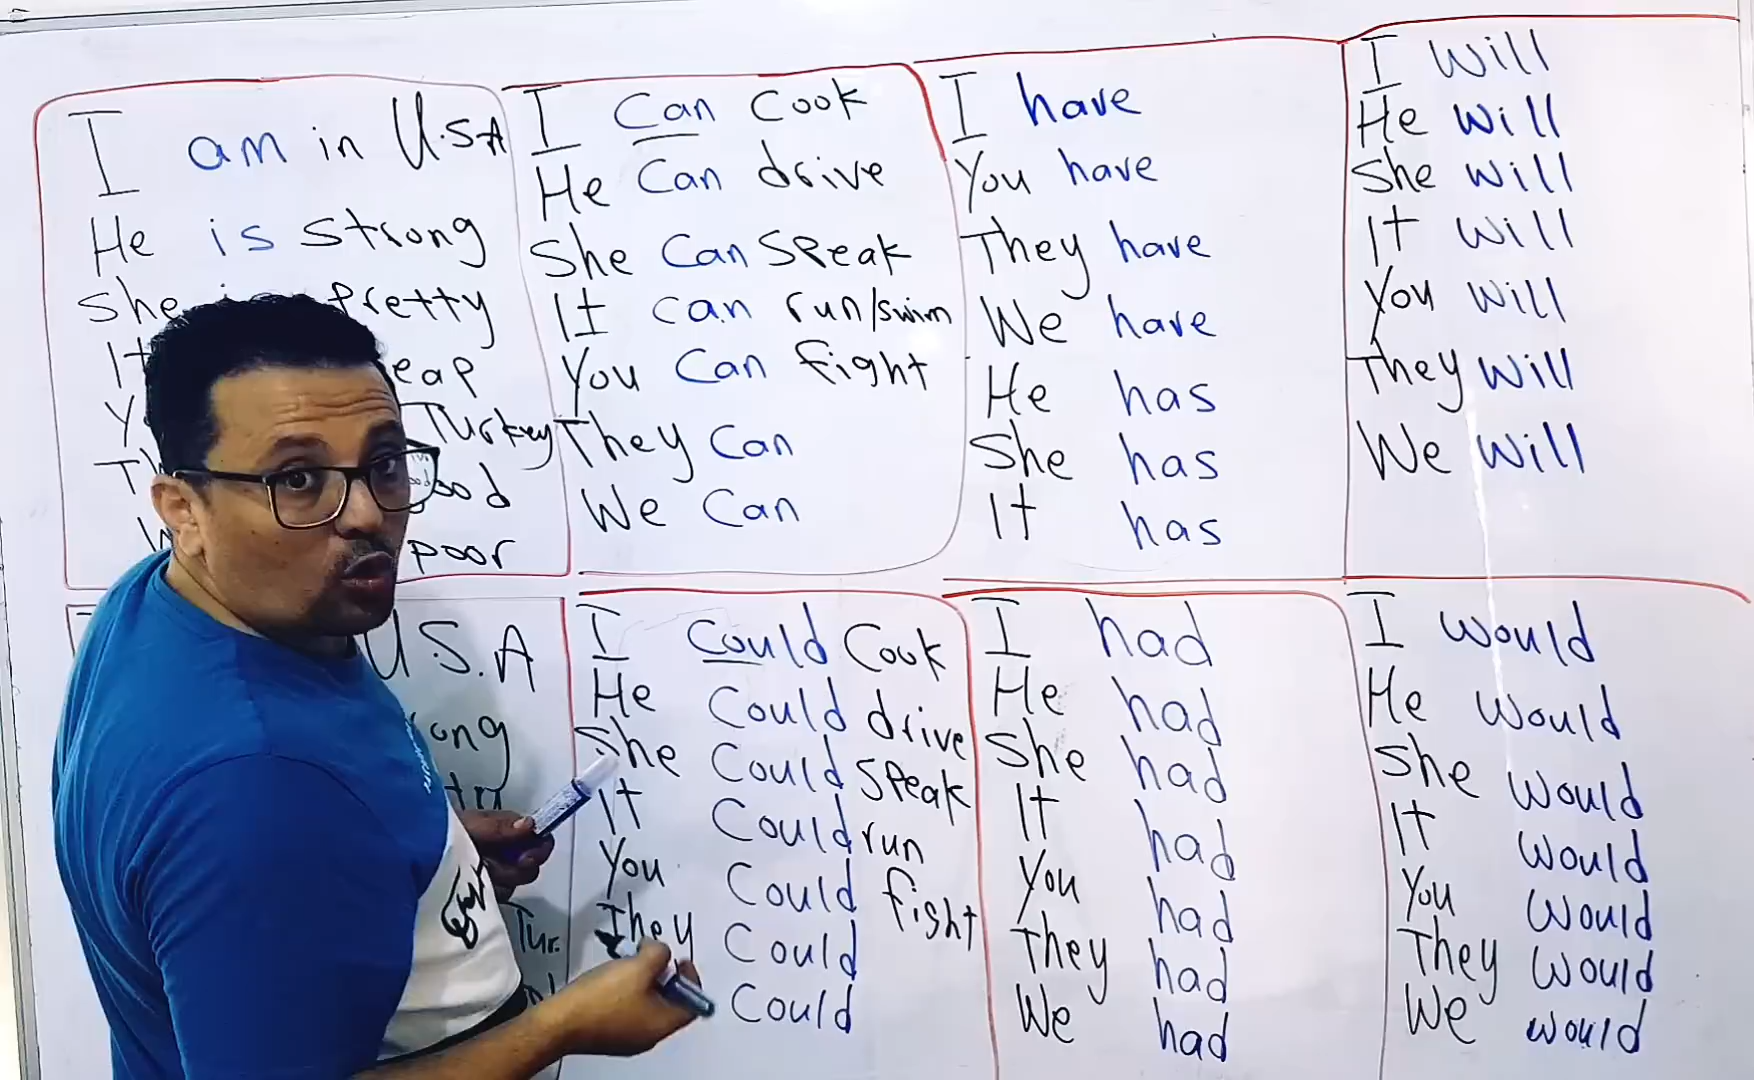 I am in U.S.A
He is strong
She is Pretty
It
Turkey
poor
I Can Cook
He Can drive
She Can Speak
It can run/swim
You Can fight
They Can
We Can
I have
You have
They have
We have
He has
She has
It has
I will
He will
She will
It will
You will
They will
We will
U.S.A
I Could Cook
He Could drive
She Could Speak
It Could run
You Could fight
They Could
Could
I had
He had
She had
It had
You had
They had
We had
I would
He would
She would
It would
You would
They would
We would